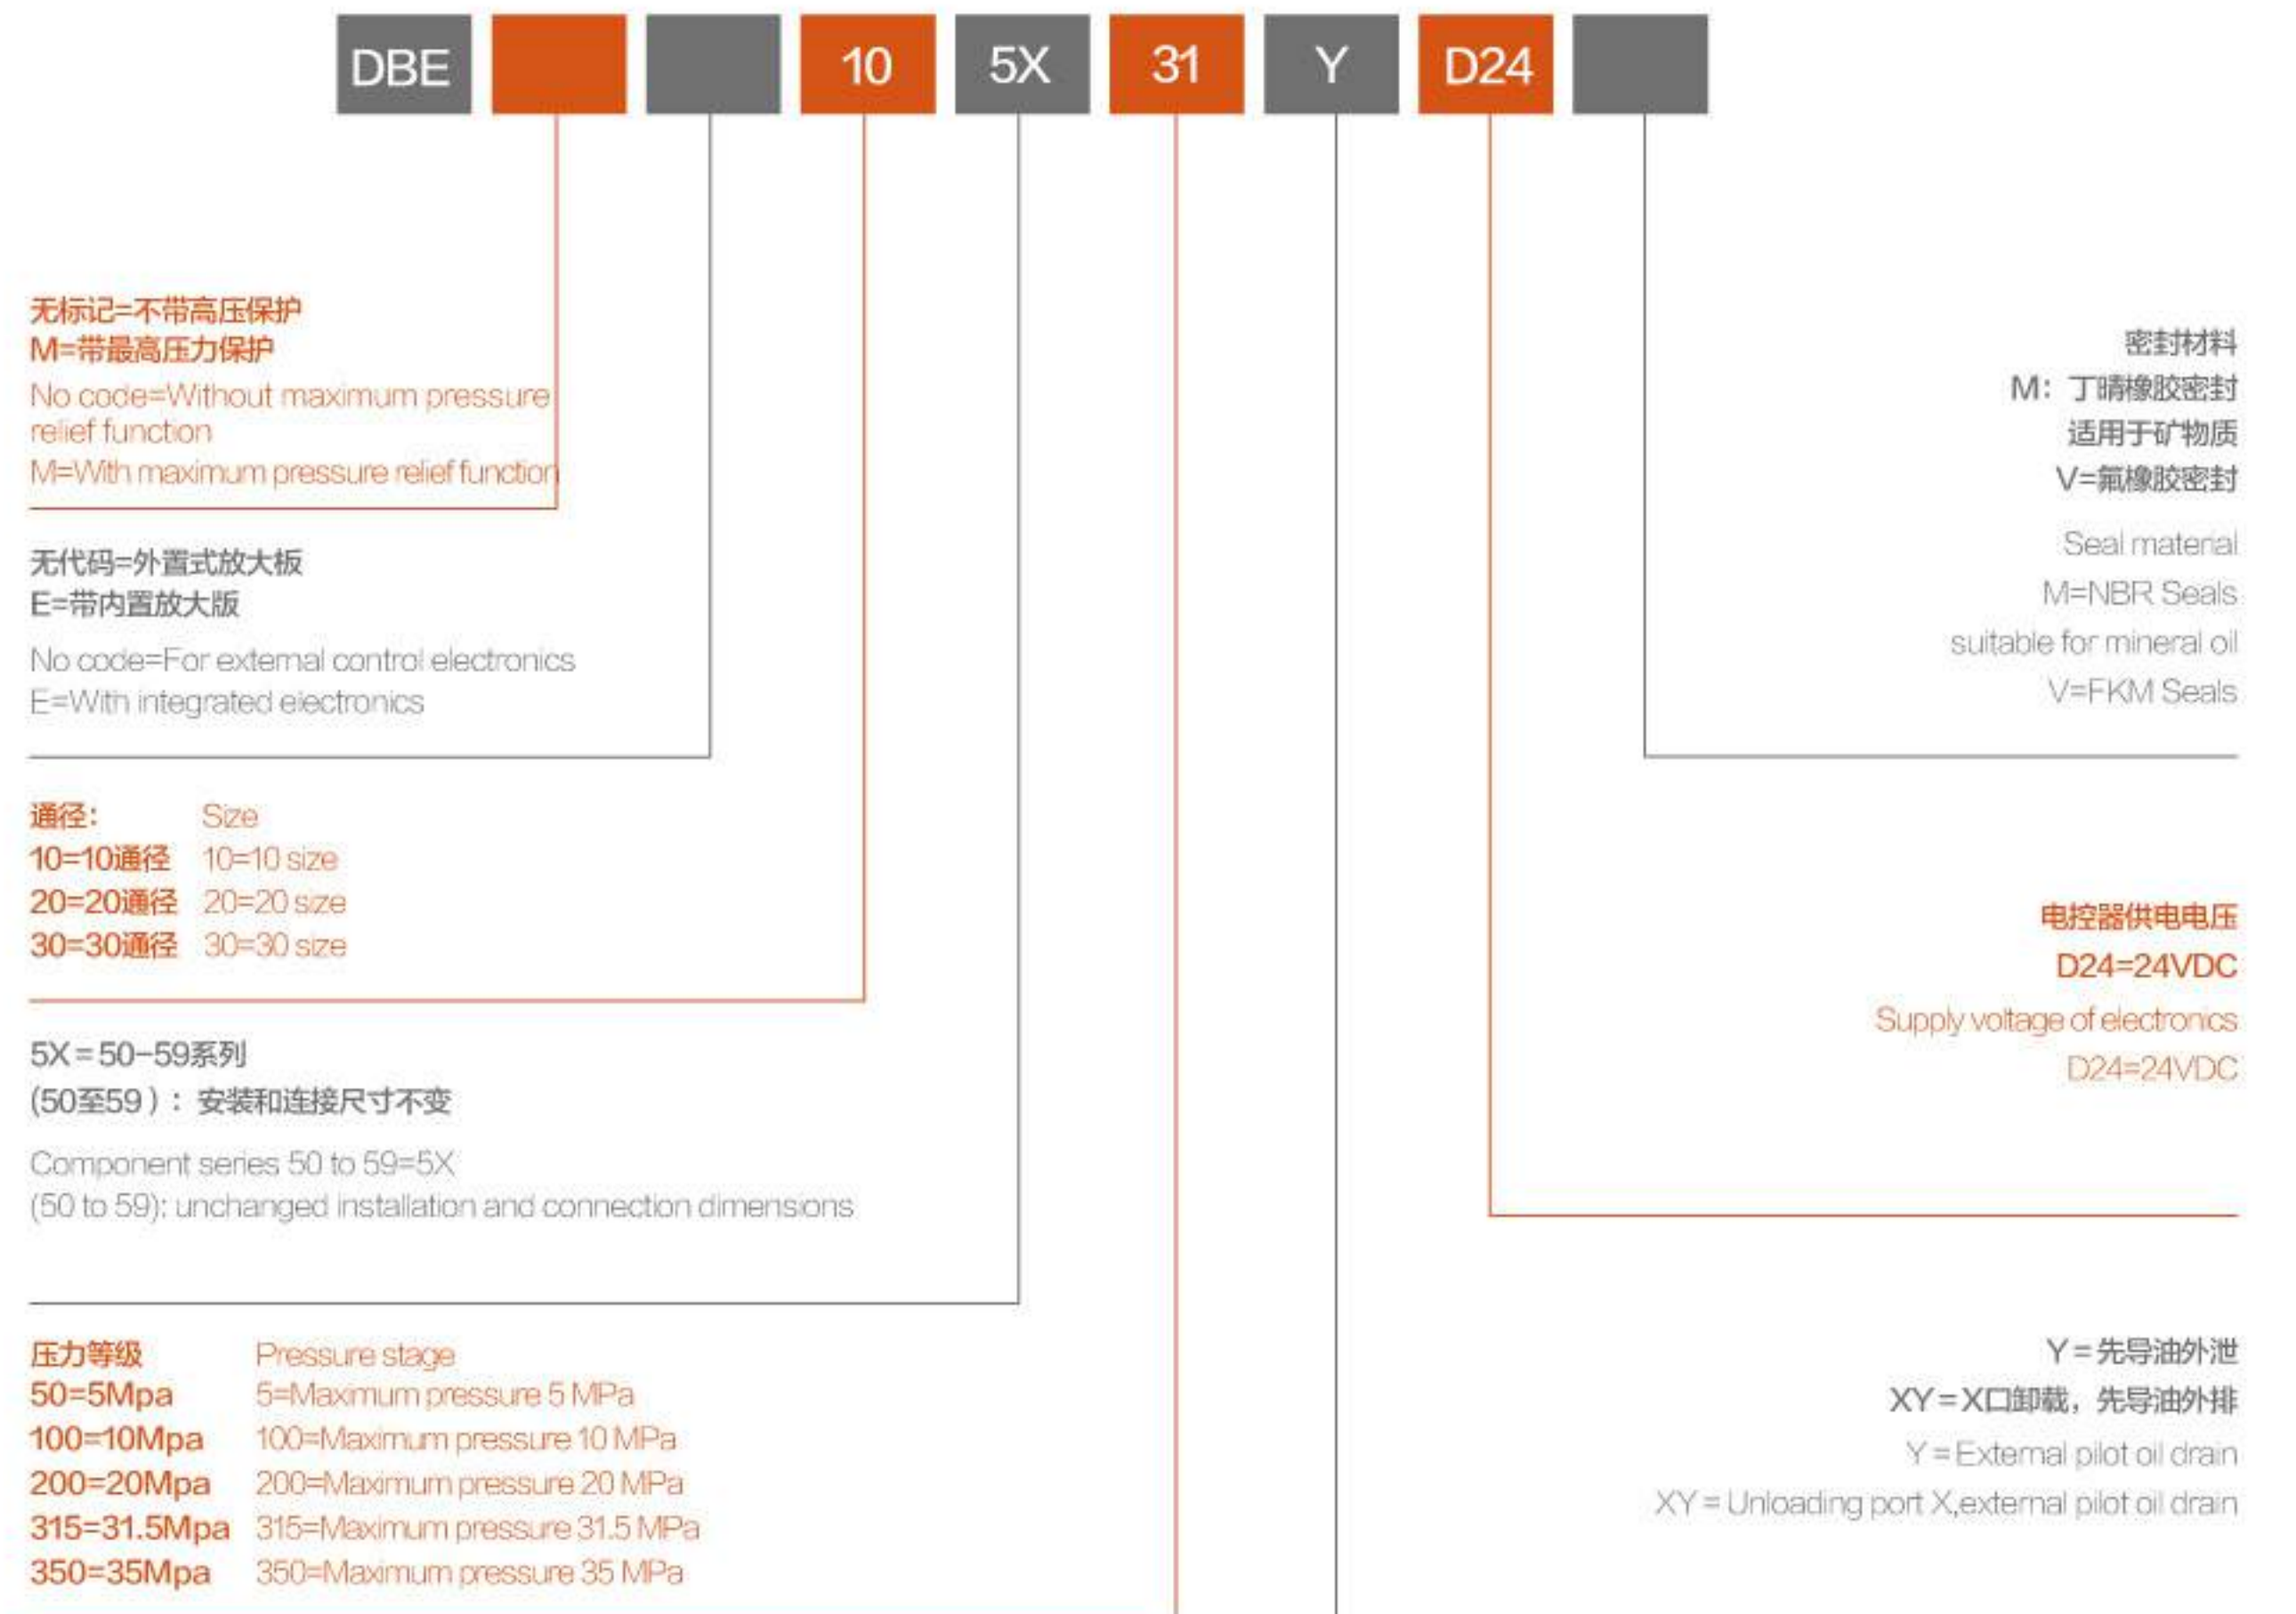 DBE 10 5X 31 Y D24
无标记=不带高压保护
M=带最高压力保护
No code=Without maximum pressure
relief function
M=With maximum pressure relief function
无代码=外置式放大板
E=带内置放大版
No code=For external control electronics
E=With integrated electronics
通径： Size
10=10通径 10=10 size
20=20通径 20=20 size
30=30通径 30=30 size
5X=50-59系列
(50至59)：安装和连接尺寸不变
Component series 50 to 59=5X
(50 to 59): unchanged installation and connection dimensions
压力等级 Pressure stage
50=5Mpa 5=Maximum pressure 5 MPa
100=10Mpa 100=Maximum pressure 10 MPa
200=20Mpa 200=Maximum pressure 20 MPa
315=31.5Mpa 315=Maximum pressure 31.5 MPa
350=35Mpa 350=Maximum pressure 35 MPa
密封材料
M：丁晴橡胶密封
适用于矿物质
V=氟橡胶密封
Seal material
M=NBR Seals
suitable for mineral oil
V=FKM Seals
电控器供电电压
D24=24VDC
Supply voltage of electronics
D24=24VDC
Y=先导油外泄
XY=X口卸载，先导油外排
Y=External pilot oil drain
XY=Unloading port X,external pilot oil drain